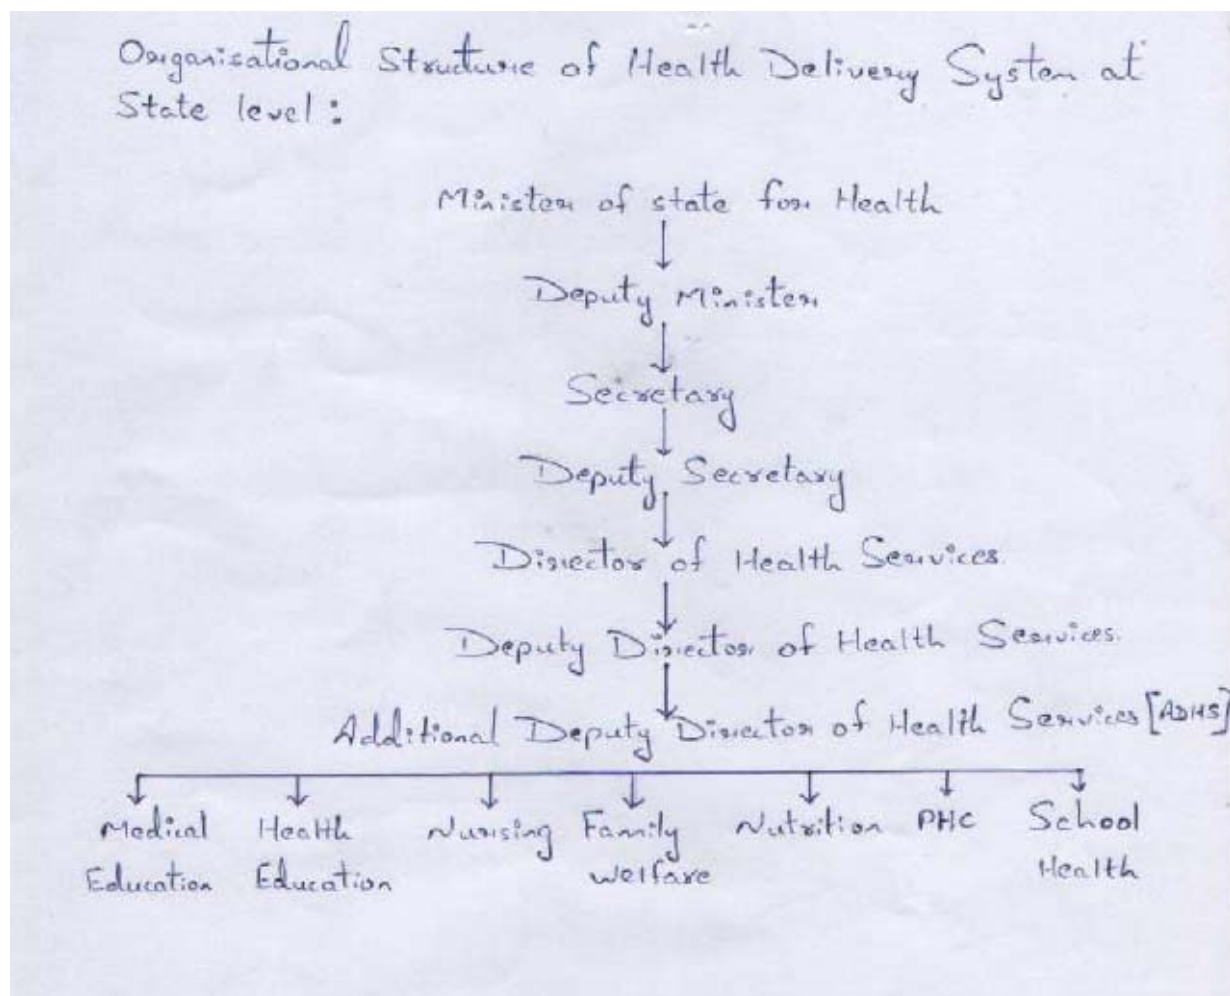 Organisational Structure of Health Delivery System at
State level :
Minister of state for Health
Deputy Minister
Secretary
Deputy Secretary
Director of Health Services.
Deputy Director of Health Services.
Additional Deputy Director of Health Services [ADHS]
Medical Health Nursing Family Nutrition PHC School
Education Education welfare Health